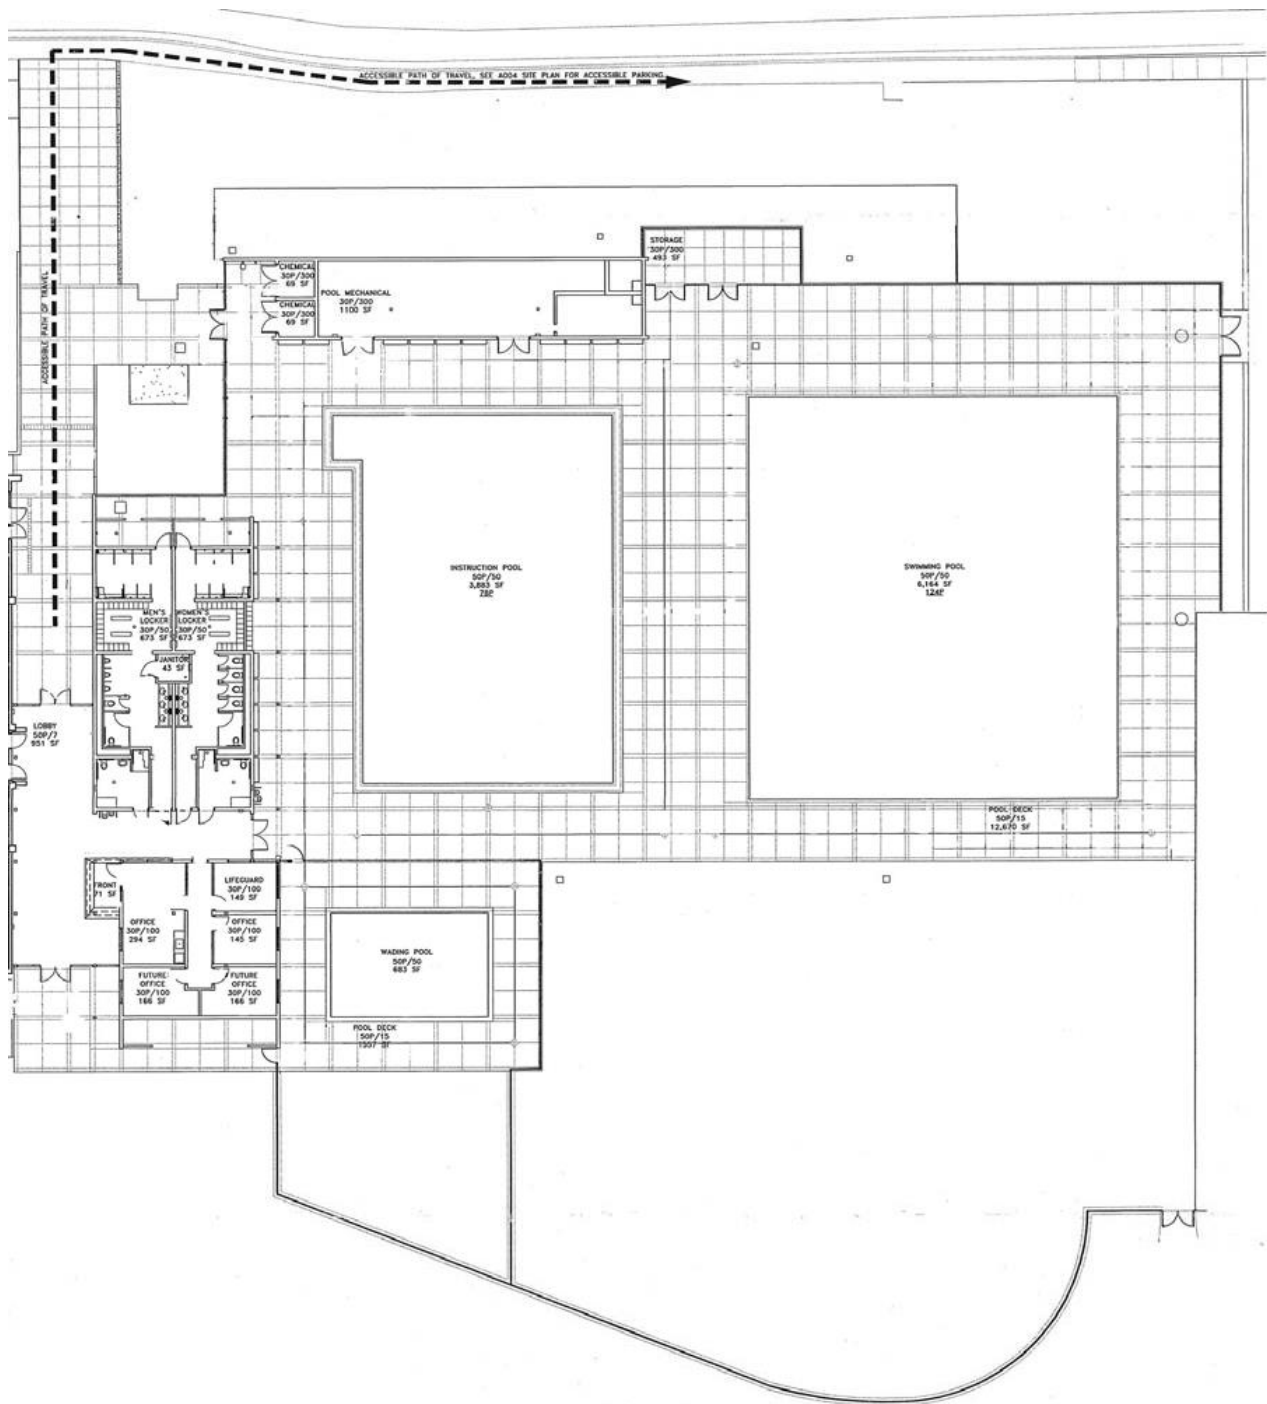 ACCESSIBLE PATH OF TRAVEL, SEE A004 SITE PLAN FOR ACCESSIBLE PARKING
ACCESSIBLE PATH OF TRAVEL
STORAGE
30P/300
493 SF
CHEMICAL
30P/300
69 SF
CHEMICAL
30P/300
69 SF
POOL MECHANICAL
30P/300
1100 SF
INSTRUCTION POOL
50P/50
3,883 SF
78P
SWIMMING POOL
50P/50
6,164 SF
124P
MEN'S
LOCKER
30P/50
673 SF
WOMEN'S
LOCKER
30P/50
673 SF
JANITOR
43 SF
LOBBY
50P/7
951 SF
POOL DECK
50P/15
12,670 SF
FRONT
71 SF
LIFEGUARD
30P/100
149 SF
OFFICE
30P/100
294 SF
OFFICE
30P/100
145 SF
WADING POOL
50P/50
683 SF
FUTURE
OFFICE
30P/100
166 SF
FUTURE
OFFICE
30P/100
166 SF
POOL DECK
50P/15